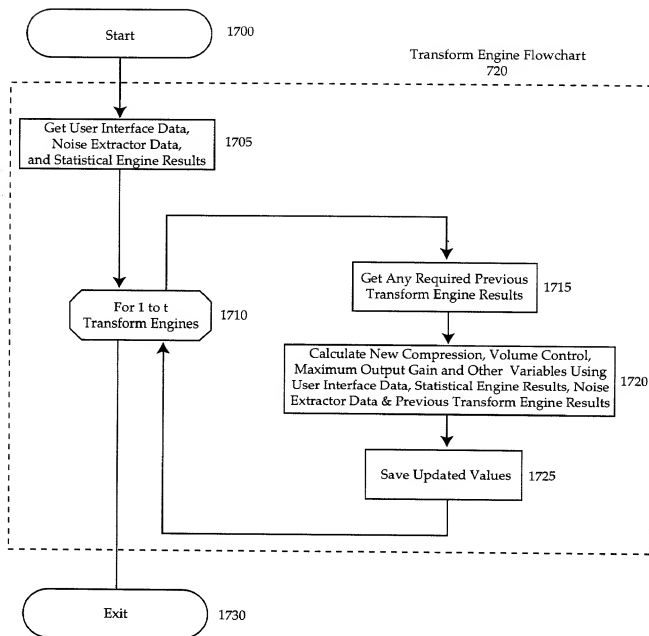 Start
1700
Transform Engine Flowchart
720
Get User Interface Data,
Noise Extractor Data,
and Statistical Engine Results
1705
For 1 to t
Transform Engines
1710
Get Any Required Previous
Transform Engine Results
1715
Calculate New Compression, Volume Control,
Maximum Output Gain and Other Variables Using
User Interface Data, Statistical Engine Results, Noise
Extractor Data & Previous Transform Engine Results
1720
Save Updated Values
1725
Exit
1730